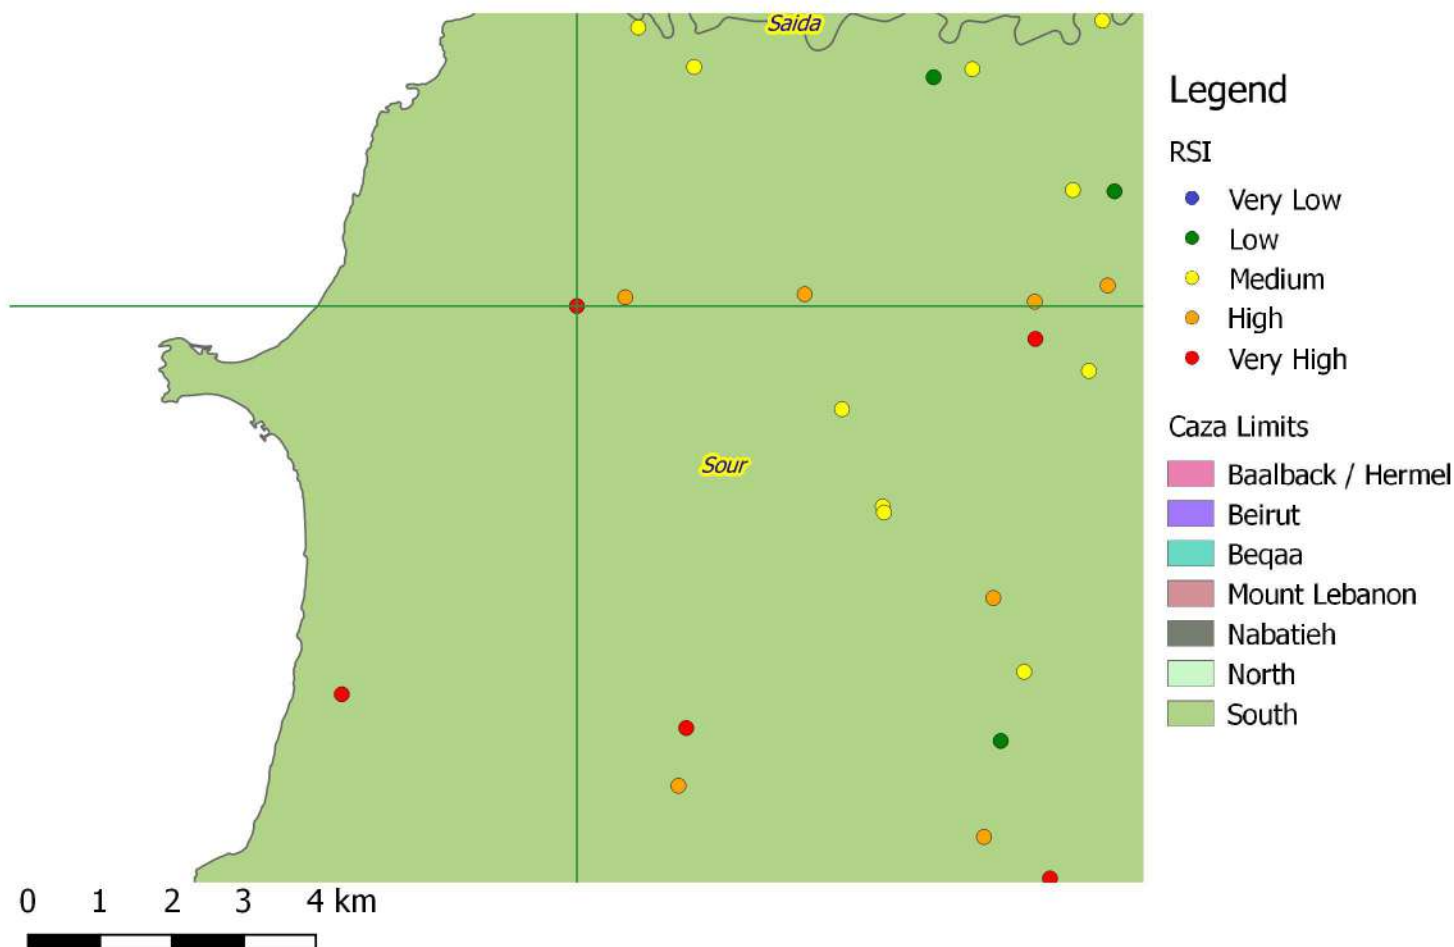 Saida
Sour
Legend
RSI
Very Low
Low
Medium
High
Very High
Caza Limits
Baalback / Hermel
Beirut
Beqaa
Mount Lebanon
Nabatieh
North
South
0 1 2 3 4 km